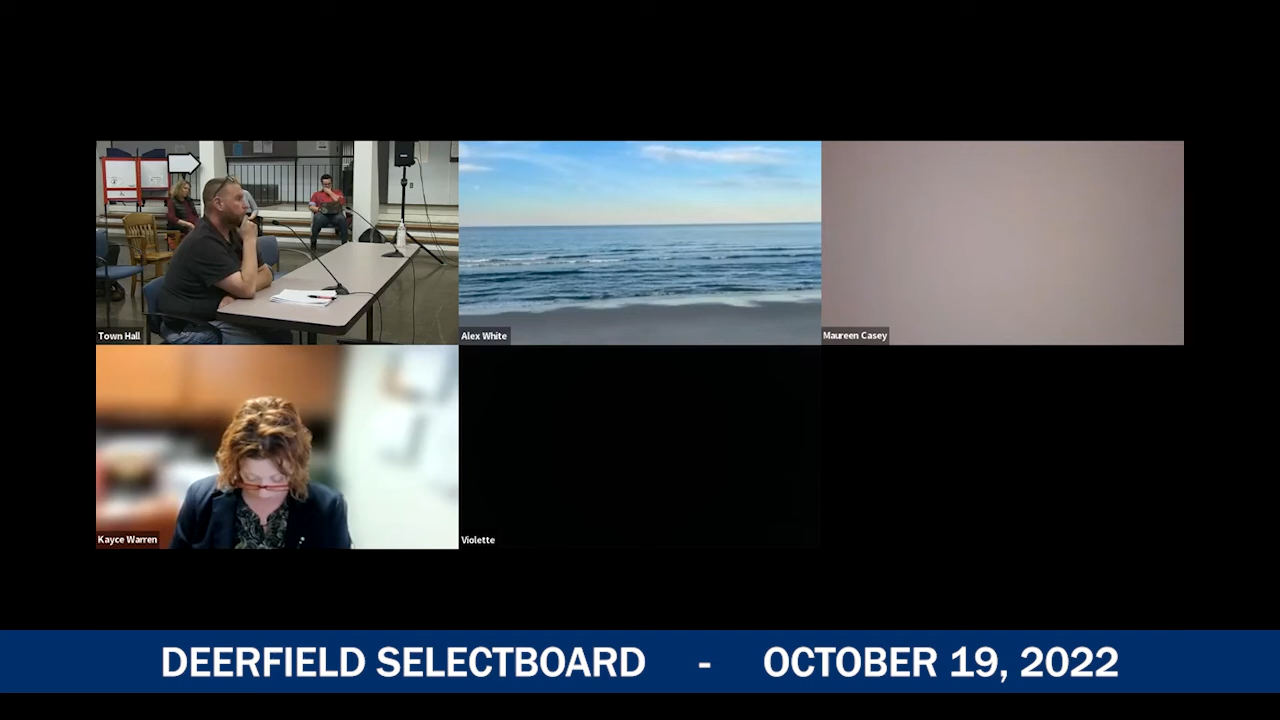 Town Hall
Alex White
Maureen Casey
Kayce Warren
Violette
DEERFIELD SELECTBOARD - OCTOBER 19, 2022